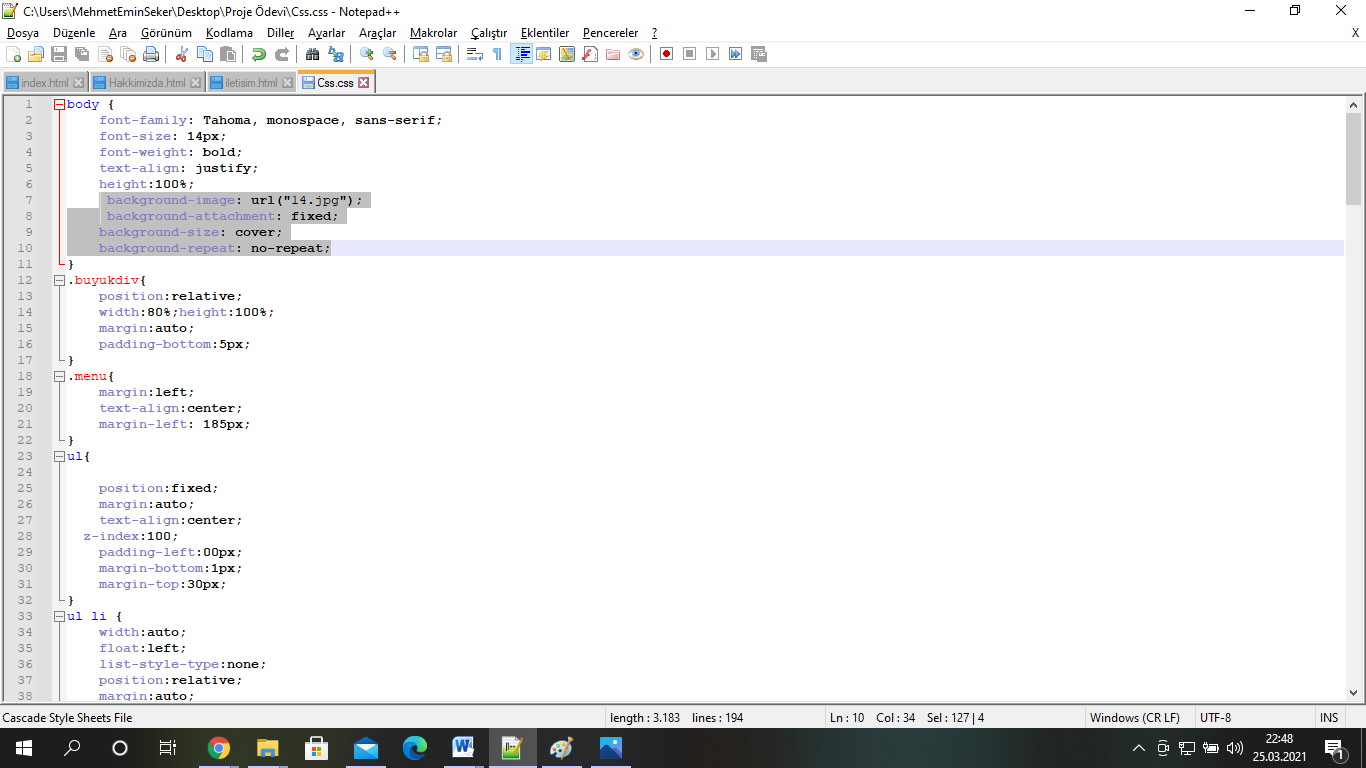 C:\Users\MehmetEminSeker\Desktop\Proje Ödevi\Css.css - Notepad++
Dosya Düzenle Ara Görünüm Kodlama Diller Ayarlar Araçlar Makrolar Çalıştır Eklentiler Pencereler ? X
index.html Hakkimizda.html iletisim.html Css.css
1 body {
2 font-family: Tahoma, monospace, sans-serif;
3 font-size: 14px;
4 font-weight: bold;
5 text-align: justify;
6 height:100%;
7 background-image: url("14.jpg");
8 background-attachment: fixed;
9 background-size: cover;
10 background-repeat: no-repeat;
11 }
12 .buyukdiv{
13 position:relative;
14 width:80%;height:100%;
15 margin:auto;
16 padding-bottom:5px;
17 }
18 .menu{
19 margin:left;
20 text-align:center;
21 margin-left: 185px;
22 }
23 ul{
24
25 position:fixed;
26 margin:auto;
27 text-align:center;
28 z-index:100;
29 padding-left:00px;
30 margin-bottom:1px;
31 margin-top:30px;
32 }
33 ul li {
34 width:auto;
35 float:left;
36 list-style-type:none;
37 position:relative;
38 margin:auto;
Cascade Style Sheets File length : 3.183 lines : 194 Ln : 10 Col : 34 Sel : 127 | 4 Windows (CR LF) UTF-8 INS
22:48
25.03.2021
1